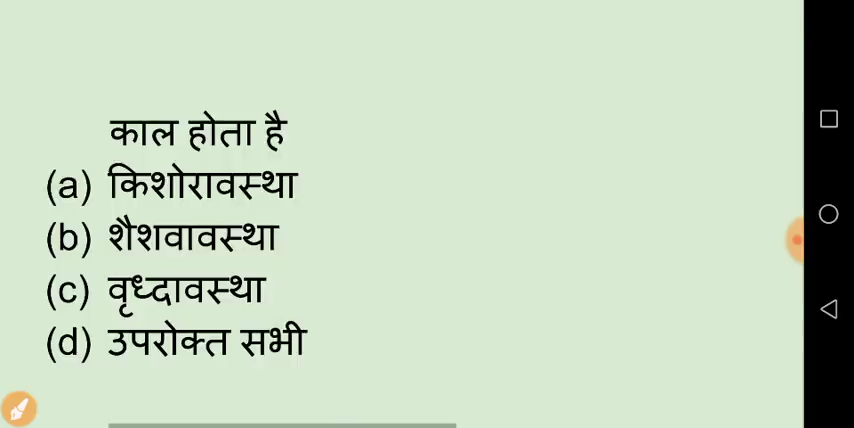 काल होता है
(a) किशोरावस्था
(b) शैशवावस्था
(c) वृध्दावस्था
(d) उपरोक्त सभी